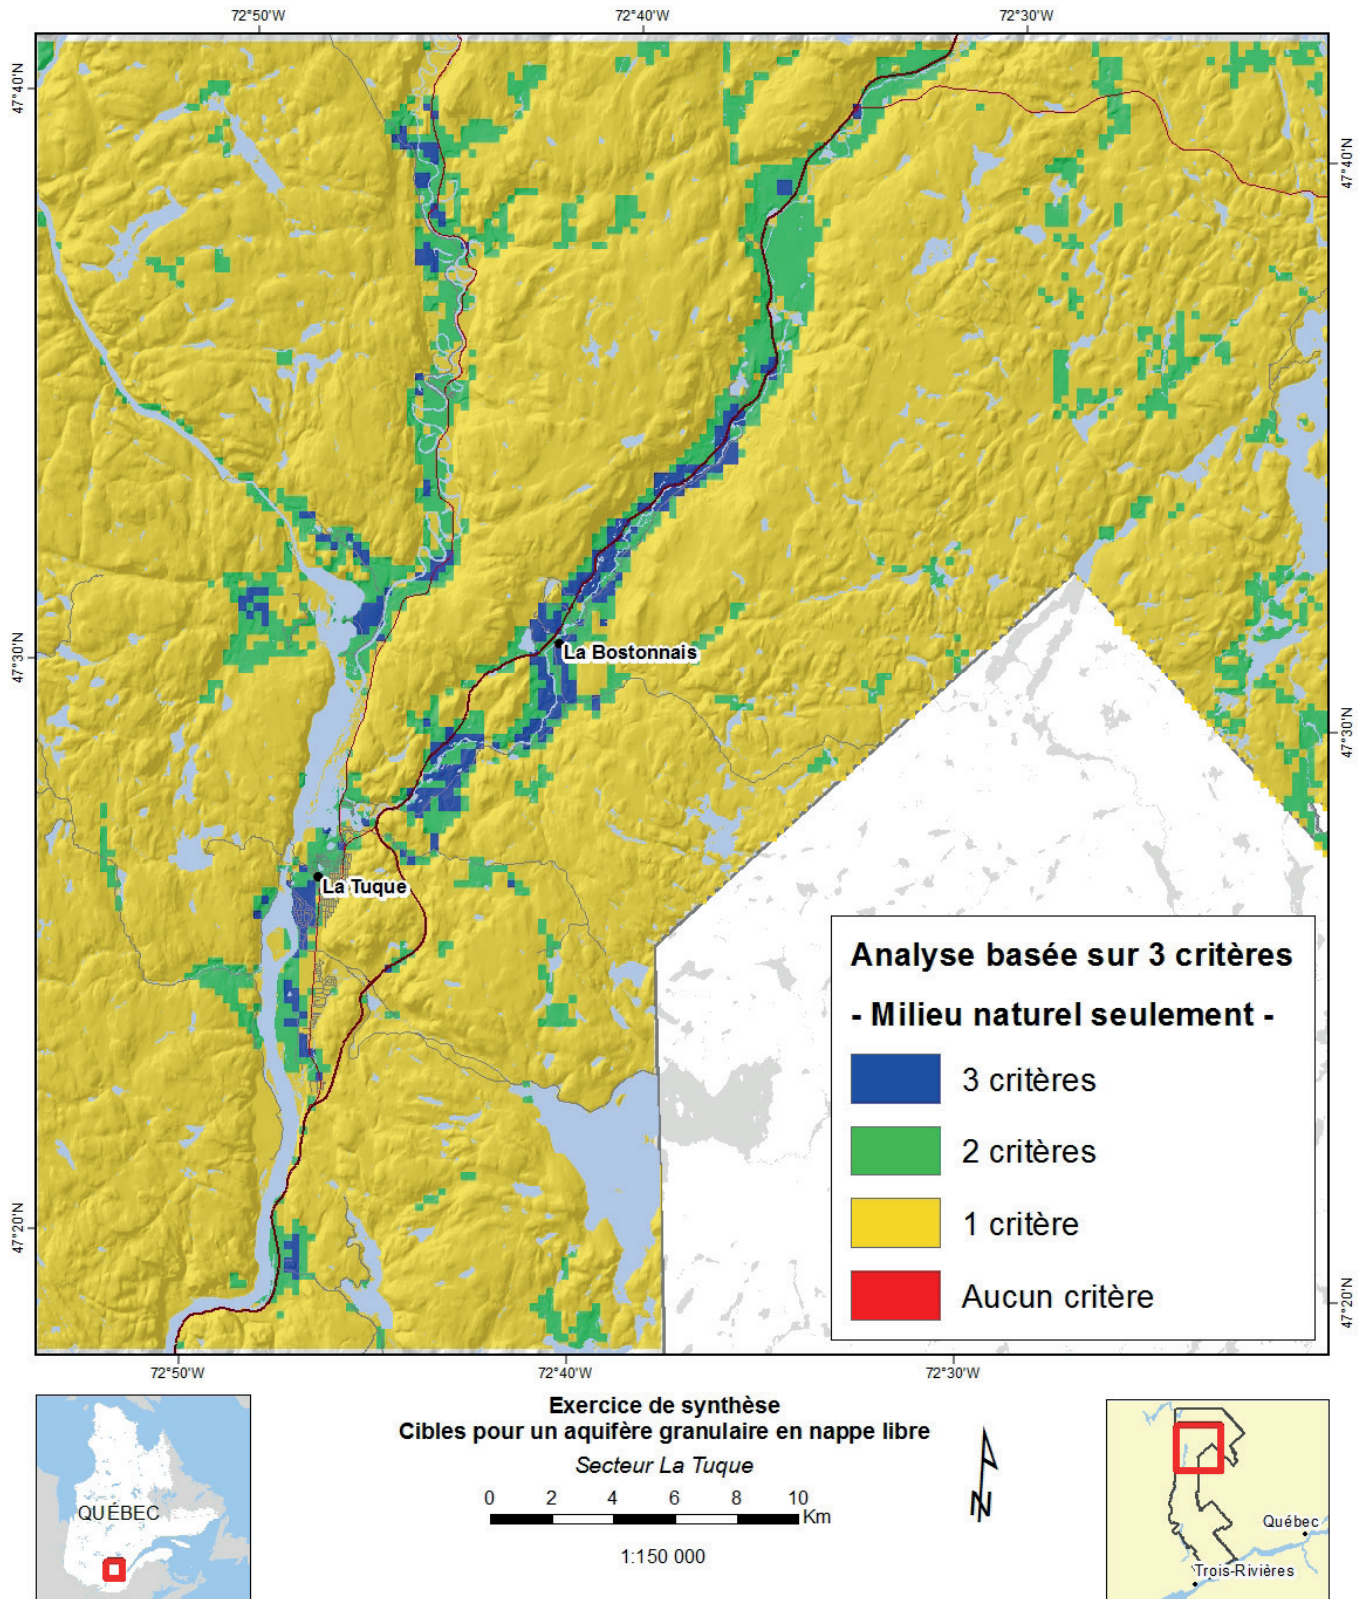 72°50'W 72°40'W 72°30'W
47°40'N
47°40'N
47°30'N
La Bostonnais
47°30'N
La Tuque
Analyse basée sur 3 critères
- Milieu naturel seulement -
3 critères
2 critères
1 critère
Aucun critère
47°20'N
47°20'N
72°50'W 72°40'W 72°30'W
Exercice de synthèse
Cibles pour un aquifère granulaire en nappe libre
Secteur La Tuque
0 2 4 6 8 10
Km
1:150 000
N
QUÉBEC
Québec
Trois-Rivières